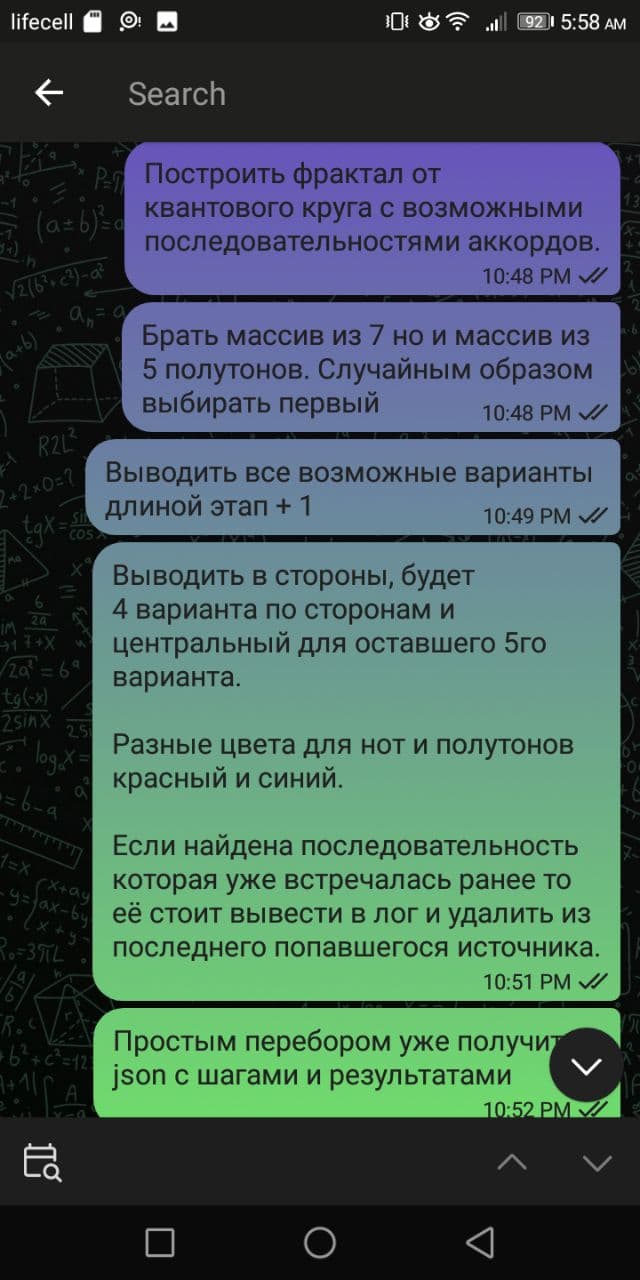 lifecell
92
5:58 AM
Search
Построить фрактал от
квантового круга с возможными
последовательностями аккордов.
10:48 PM
Брать массив из 7 но и массив из
5 полутонов. Случайным образом
выбирать первый
10:48 PM
Выводить все возможные варианты
длиной этап + 1
10:49 PM
Выводить в стороны, будет
4 варианта по сторонам и
центральный для оставшего 5го
варианта.
Разные цвета для нот и полутонов
красный и синий.
Если найдена последовательность
которая уже встречалась ранее то
её стоит вывести в лог и удалить из
последнего попавшегося источника.
10:51 PM
Простым перебором уже получит
json с шагами и результатами
10:52 PM